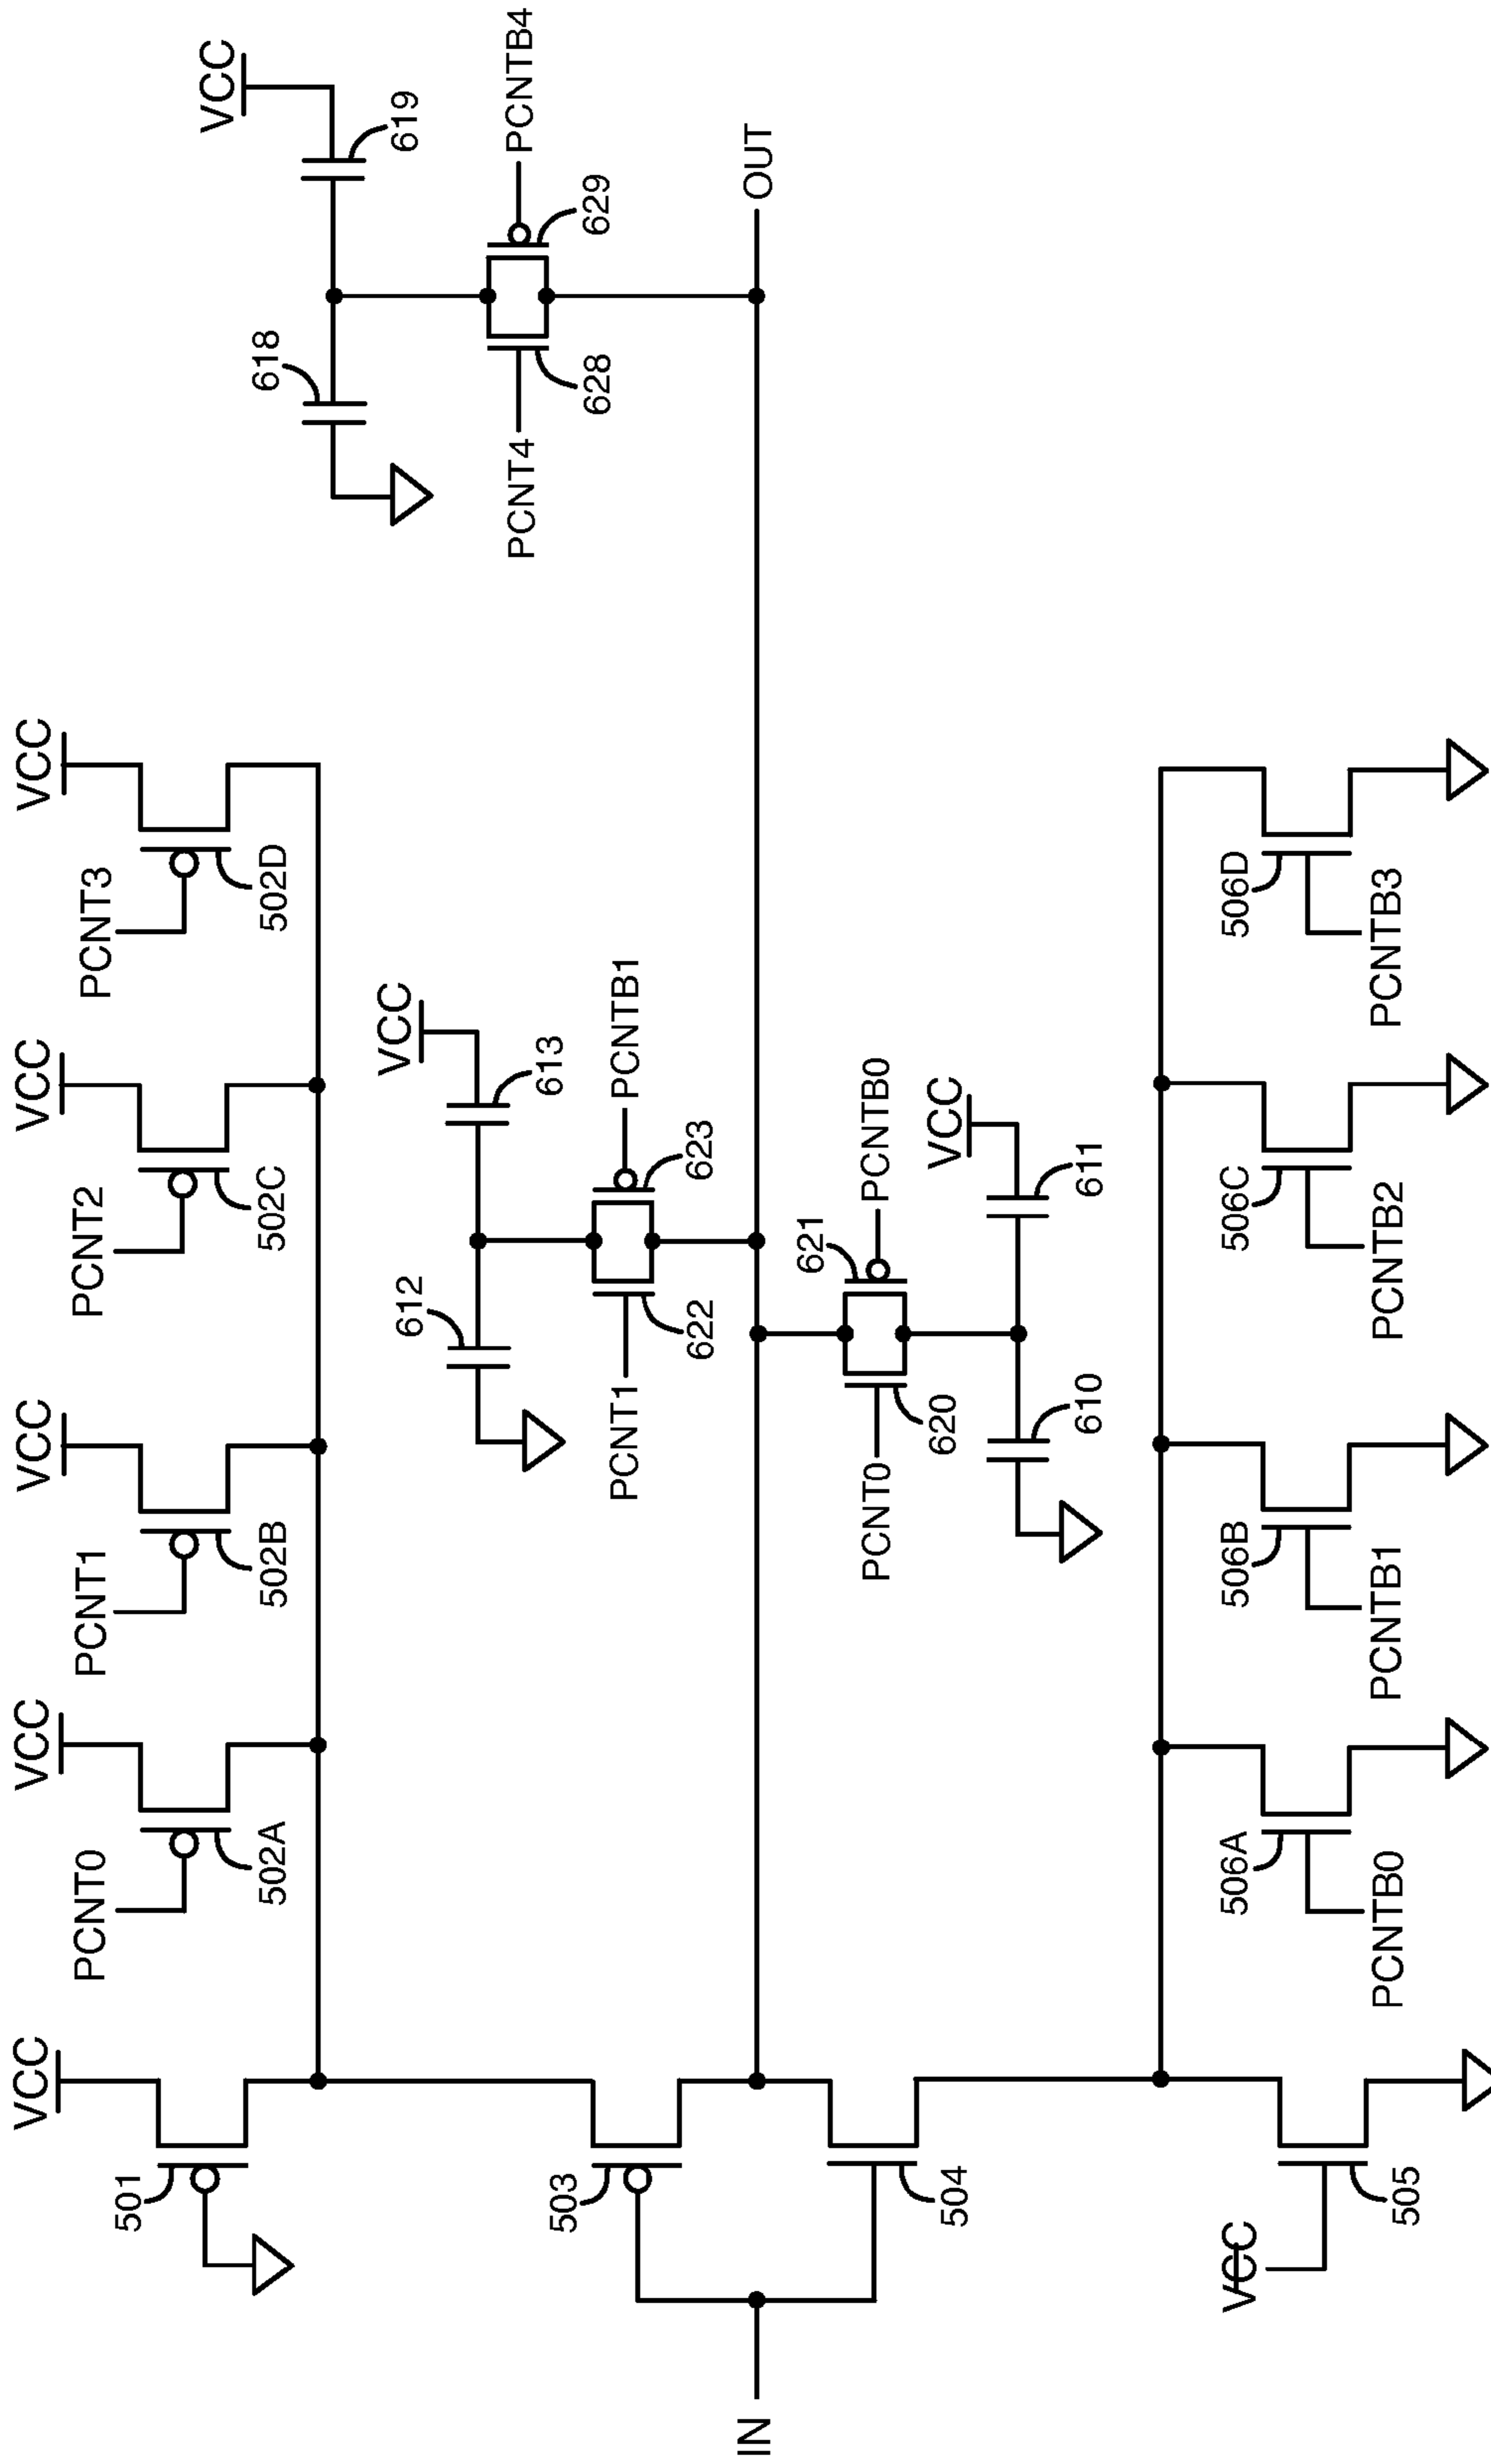 VCC
VCC
VCC
VCC
VCC
VCC
PCNT0
PCNT1
PCNT2
PCNT3
501
502A
502B
502C
502D
618
619
PCNT4
PCNTB4
628
629
VCC
612
613
PCNT1
PCNTB1
622
623
503
IN
OUT
504
PCNT0
PCNTB0
620
621
VCC
610
611
VCC
505
506A
506B
506C
506D
PCNTB0
PCNTB1
PCNTB2
PCNTB3